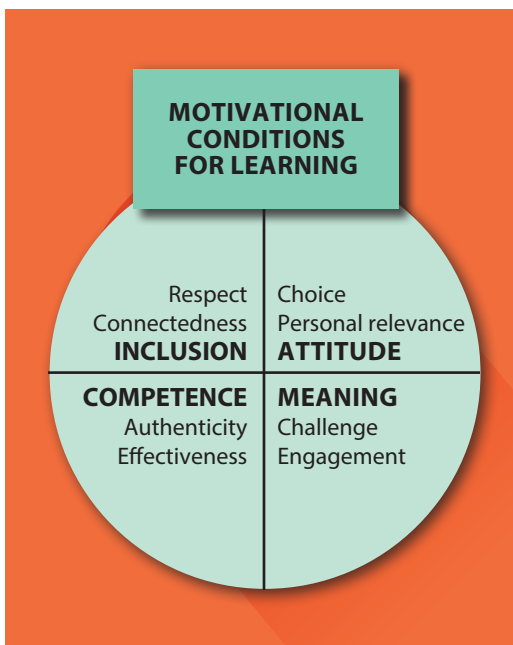 MOTIVATIONAL
CONDITIONS
FOR LEARNING
Respect
Connectedness
INCLUSION
Choice
Personal relevance
ATTITUDE
COMPETENCE
Authenticity
Effectiveness
MEANING
Challenge
Engagement